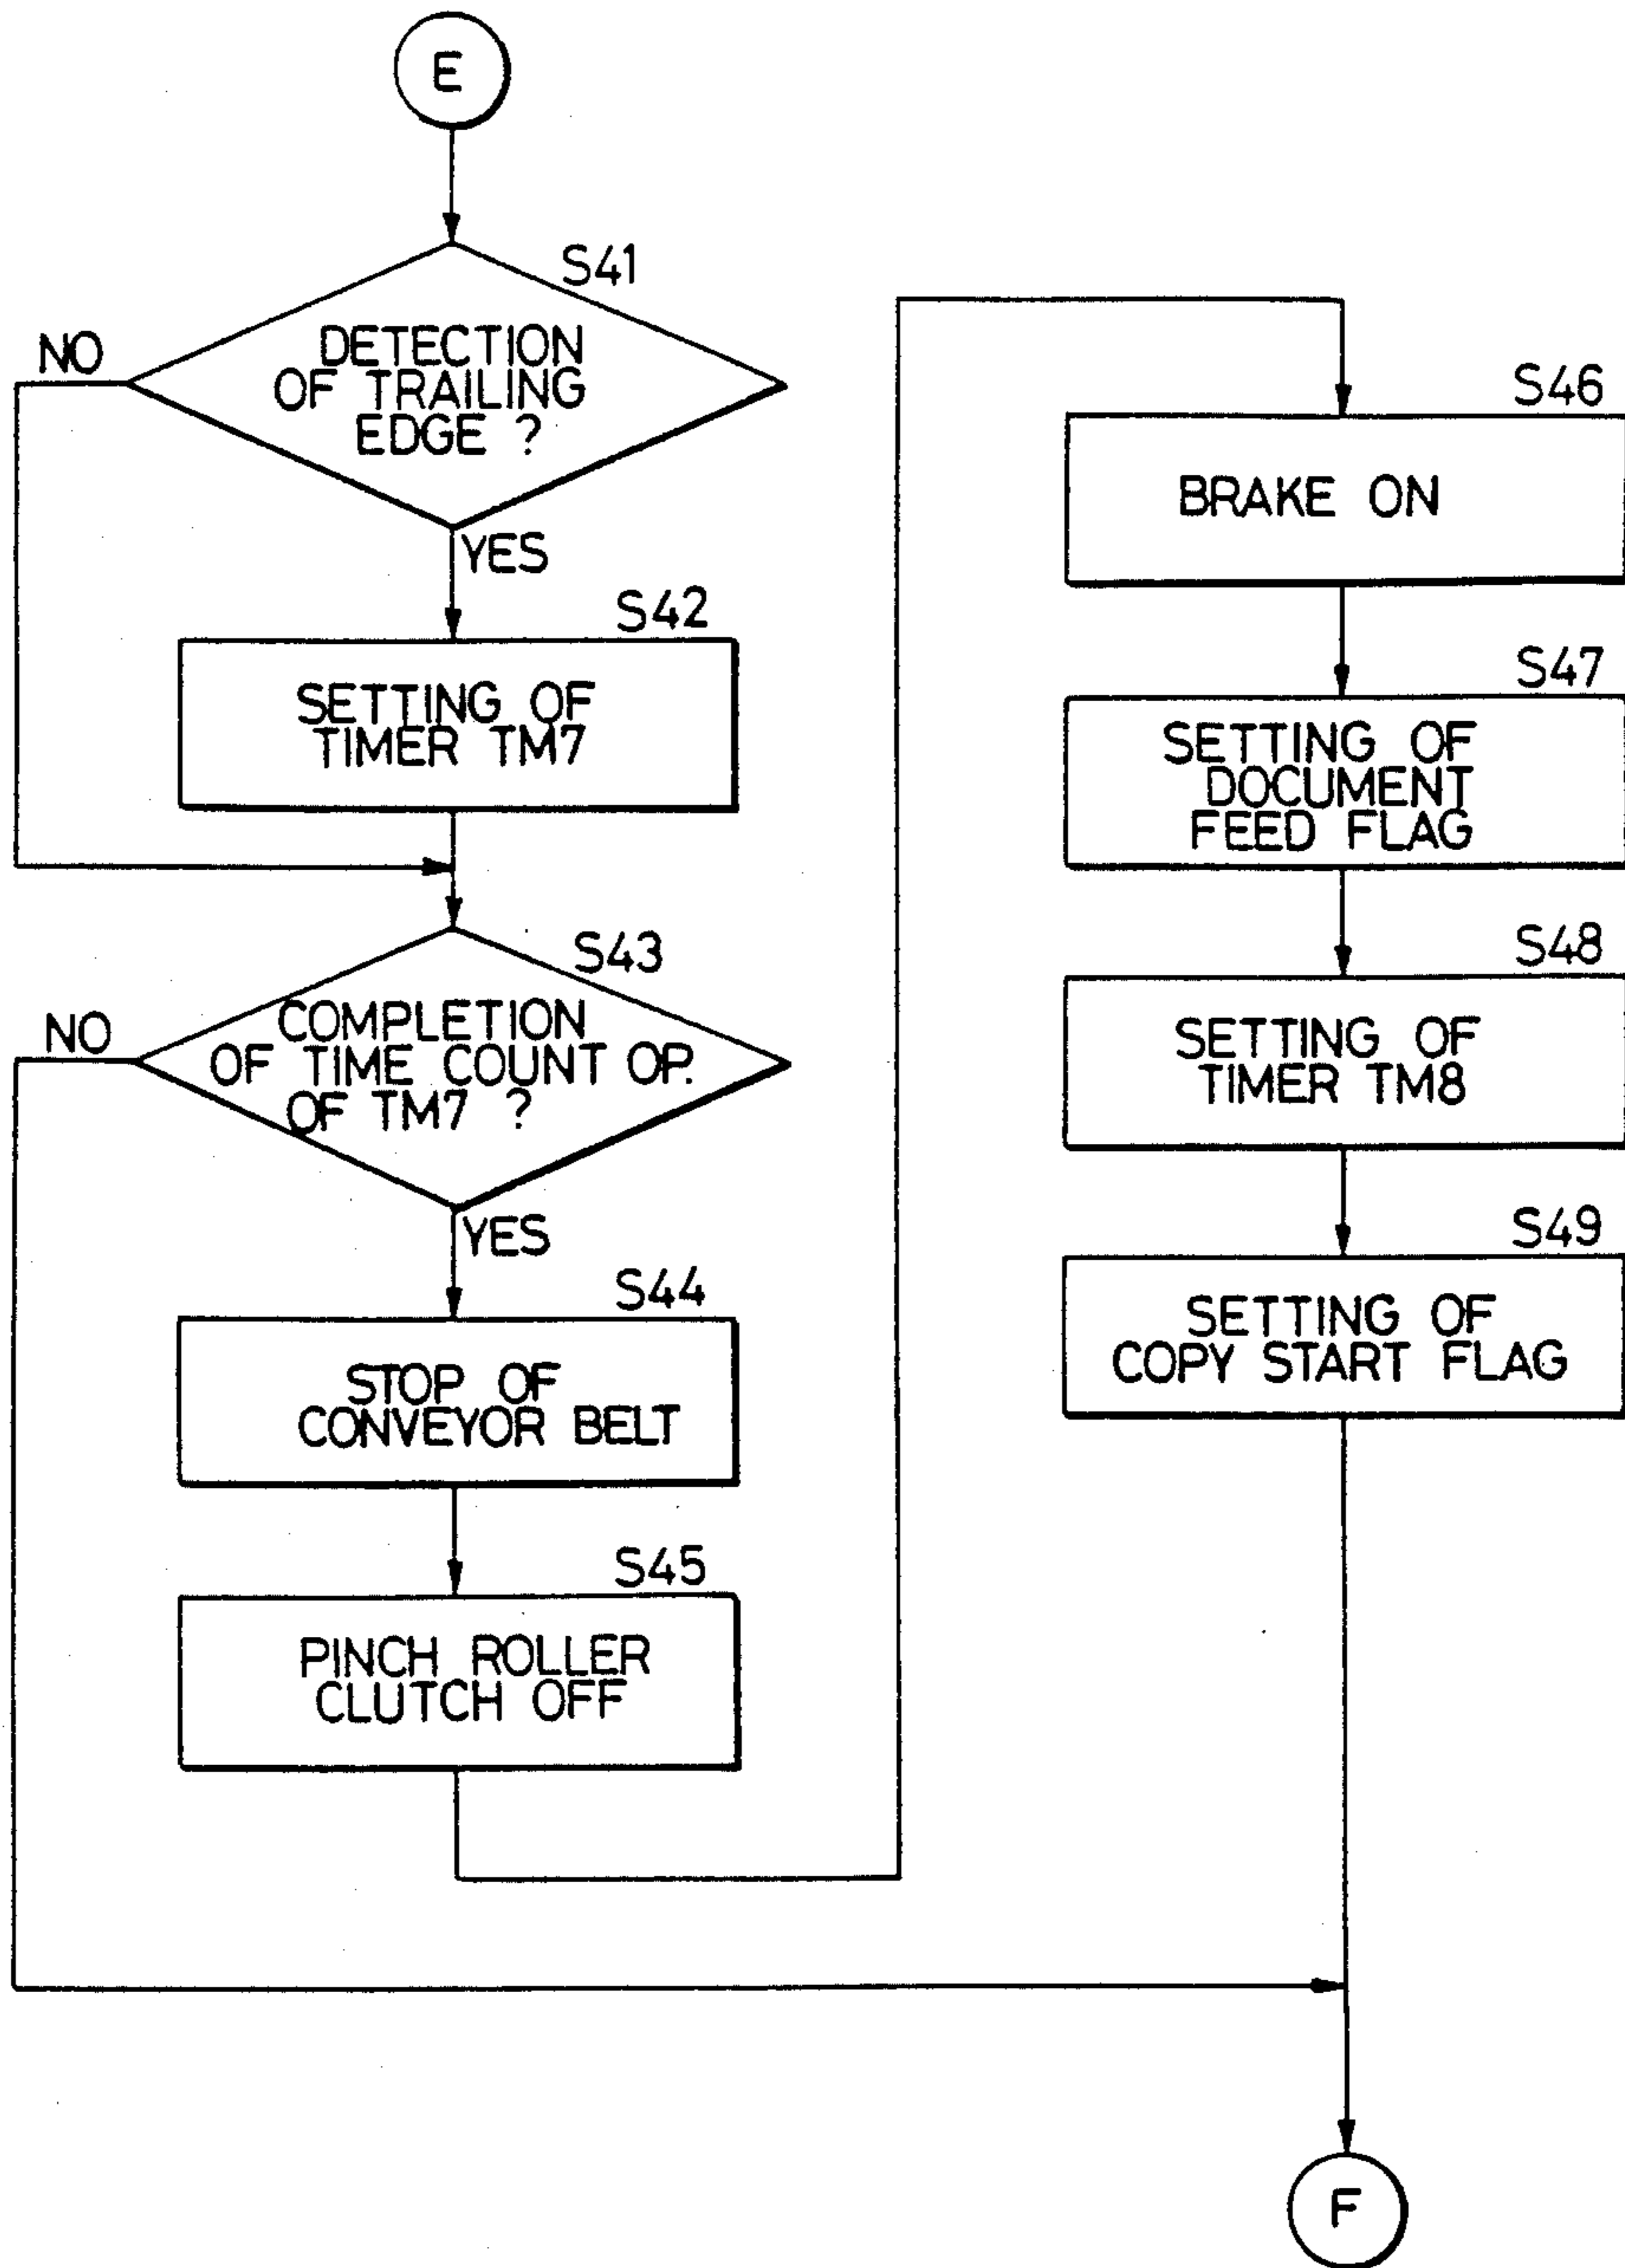 E
S41
NO
DETECTION
OF TRAILING
EDGE ?
YES
S42
SETTING OF
TIMER TM7
S43
NO
COMPLETION
OF TIME COUNT OP.
OF TM7 ?
YES
S44
STOP OF
CONVEYOR BELT
S45
PINCH ROLLER
CLUTCH OFF
S46
BRAKE ON
S47
SETTING OF
DOCUMENT
FEED FLAG
S48
SETTING OF
TIMER TM8
S49
SETTING OF
COPY START FLAG
F